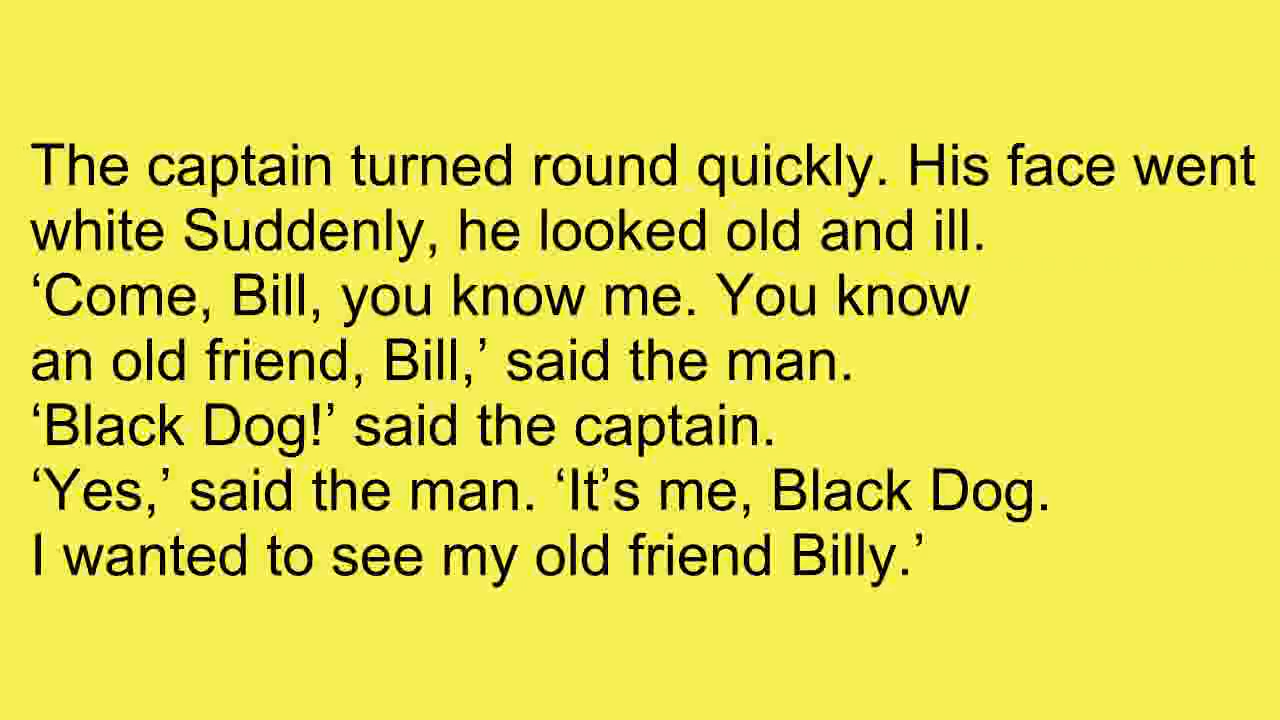 The captain turned round quickly. His face went
white Suddenly, he looked old and ill.
‘Come, Bill, you know me. You know
an old friend, Bill,’ said the man.
‘Black Dog!’ said the captain.
‘Yes,’ said the man. ‘It’s me, Black Dog.
I wanted to see my old friend Billy.’